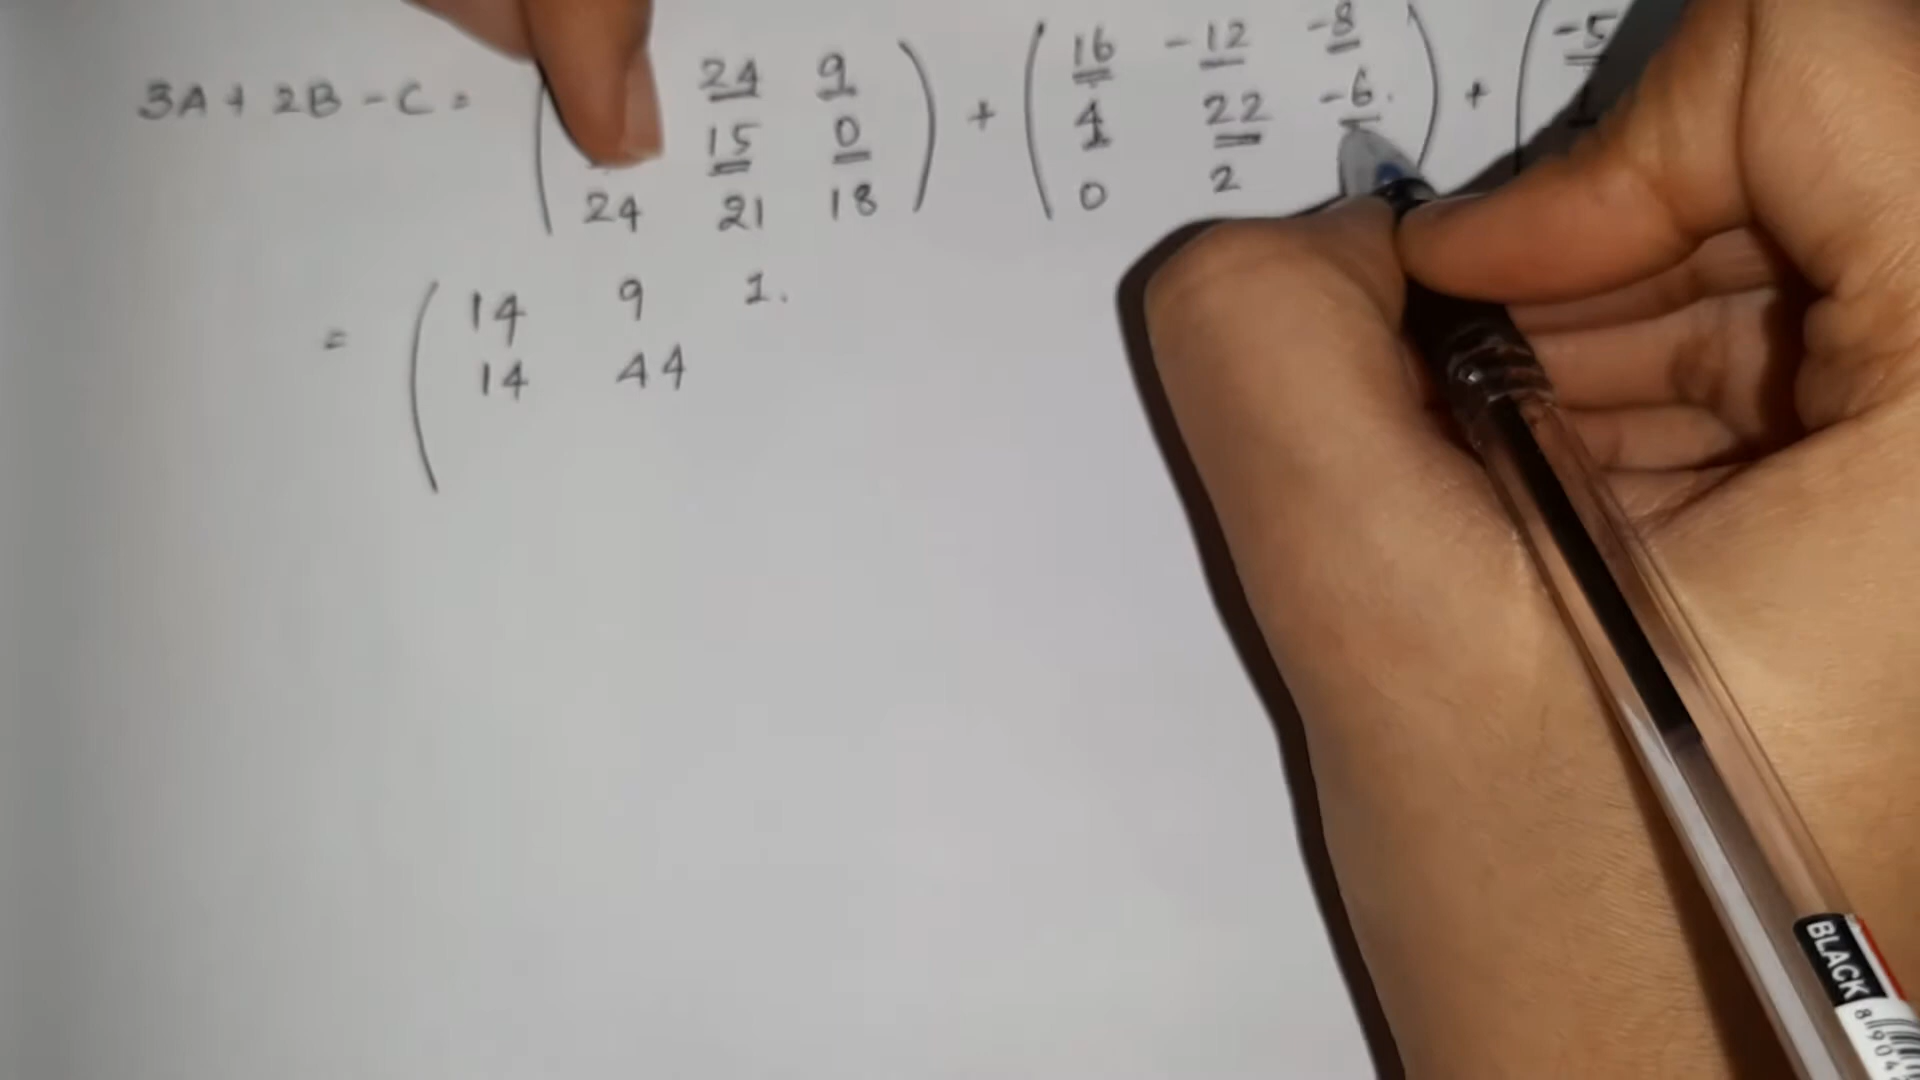 3A + 2B - C = ( 24 9 ) + ( 16 -12 -8 ) + ( -5
15 0 4 22 -6.
24 21 18 0 2
= ( 14 9 1.
14 44
BLACK